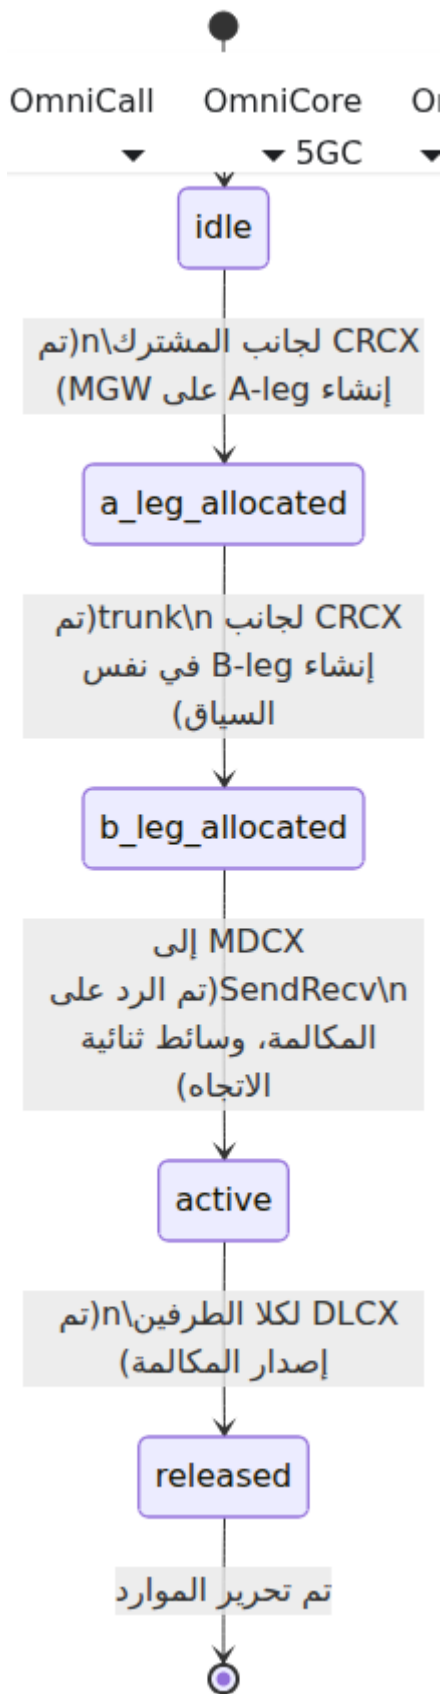 OmniCall OmniCore
5GC
idle
CRCX لجانب المشترك\n(تم
إنشاء A-leg على MGW)
a_leg_allocated
CRCX لجانب trunk\n(تم
إنشاء B-leg في نفس
السياق)
b_leg_allocated
MDCX إلى
SendRecv\n(تم الرد على
المكالمة، وسائط ثنائية
الاتجاه)
active
DLCX لكلا الطرفين\n(تم
إصدار المكالمة)
released
تم تحرير الموارد